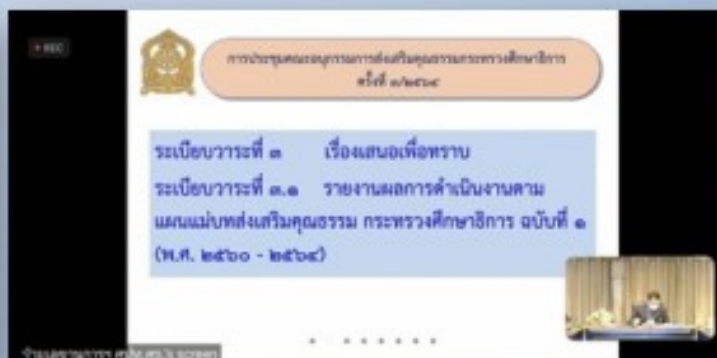 REC
การประชุมคณะอนุกรรมการส่งเสริมคุณธรรมกระทรวงศึกษาธิการ
ครั้งที่ ๑/๒๕๖๔
ระเบียบวาระที่ ๓ เรื่องเสนอเพื่อทราบ
ระเบียบวาระที่ ๓.๑ รายงานผลการดำเนินงานตาม
แผนแม่บทส่งเสริมคุณธรรม กระทรวงศึกษาธิการ ฉบับที่ ๑
(พ.ศ. ๒๕๖๐ - ๒๕๖๔)
screen